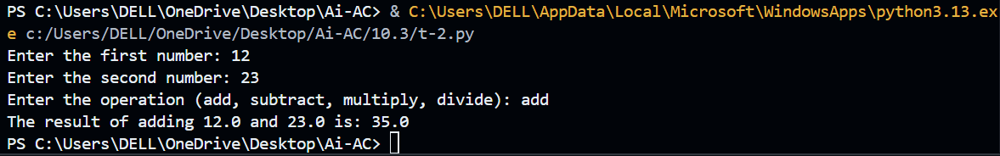 PS C:\Users\DELL\OneDrive\Desktop\Ai-AC> & C:\Users\DELL\AppData\Local\Microsoft\WindowsApps\python3.13.ex
e c:/Users/DELL/OneDrive/Desktop/Ai-AC/10.3/t-2.py
Enter the first number: 12
Enter the second number: 23
Enter the operation (add, subtract, multiply, divide): add
The result of adding 12.0 and 23.0 is: 35.0
PS C:\Users\DELL\OneDrive\Desktop\Ai-AC>